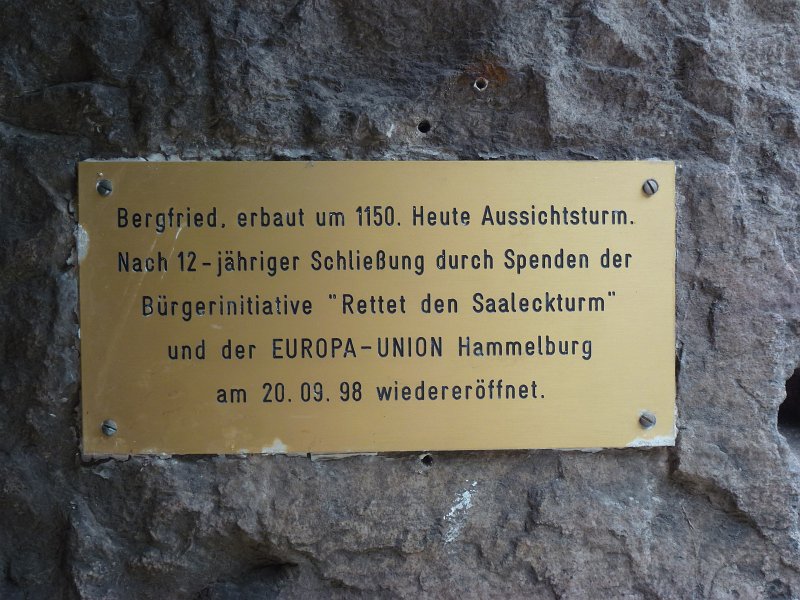 Bergfried, erbaut um 1150. Heute Aussichtsturm.
Nach 12-jähriger Schließung durch Spenden der
Bürgerinitiative "Rettet den Saaleckturm"
und der EUROPA-UNION Hammelburg
am 20.09.98 wiedereröffnet.